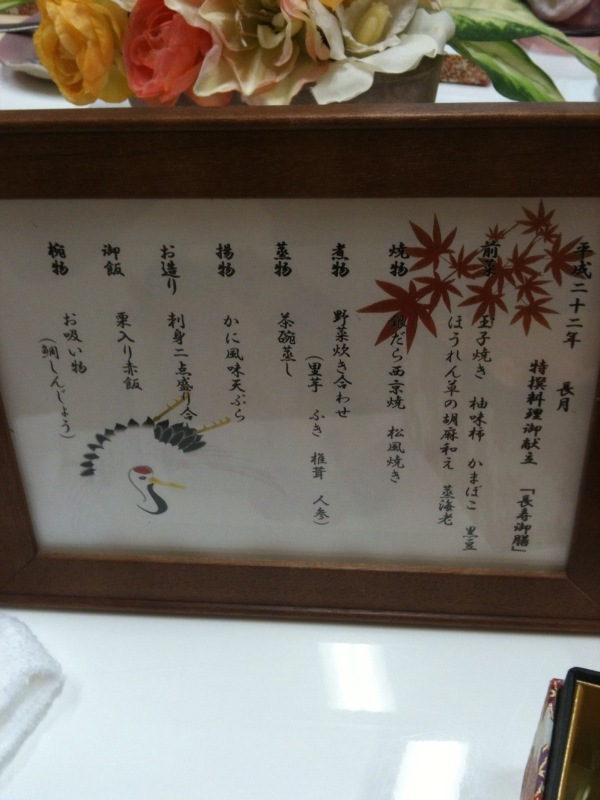 平成二十二年 長月
特撰料理御献立 「長寿御膳」
前菜 玉子焼き 柚味柿 かまぼこ 黒豆
ほうれん草の胡麻和え 蒸海老
焼物 銀だら西京焼 松風焼き
煮物 野菜炊き合わせ
(里芋 ふき 椎茸 人参)
蒸物 茶碗蒸し
揚物 かに風味天ぷら
お造り 刺身二点盛り合
御飯 栗入り赤飯
椀物 お吸い物
(鯛しんじょう)